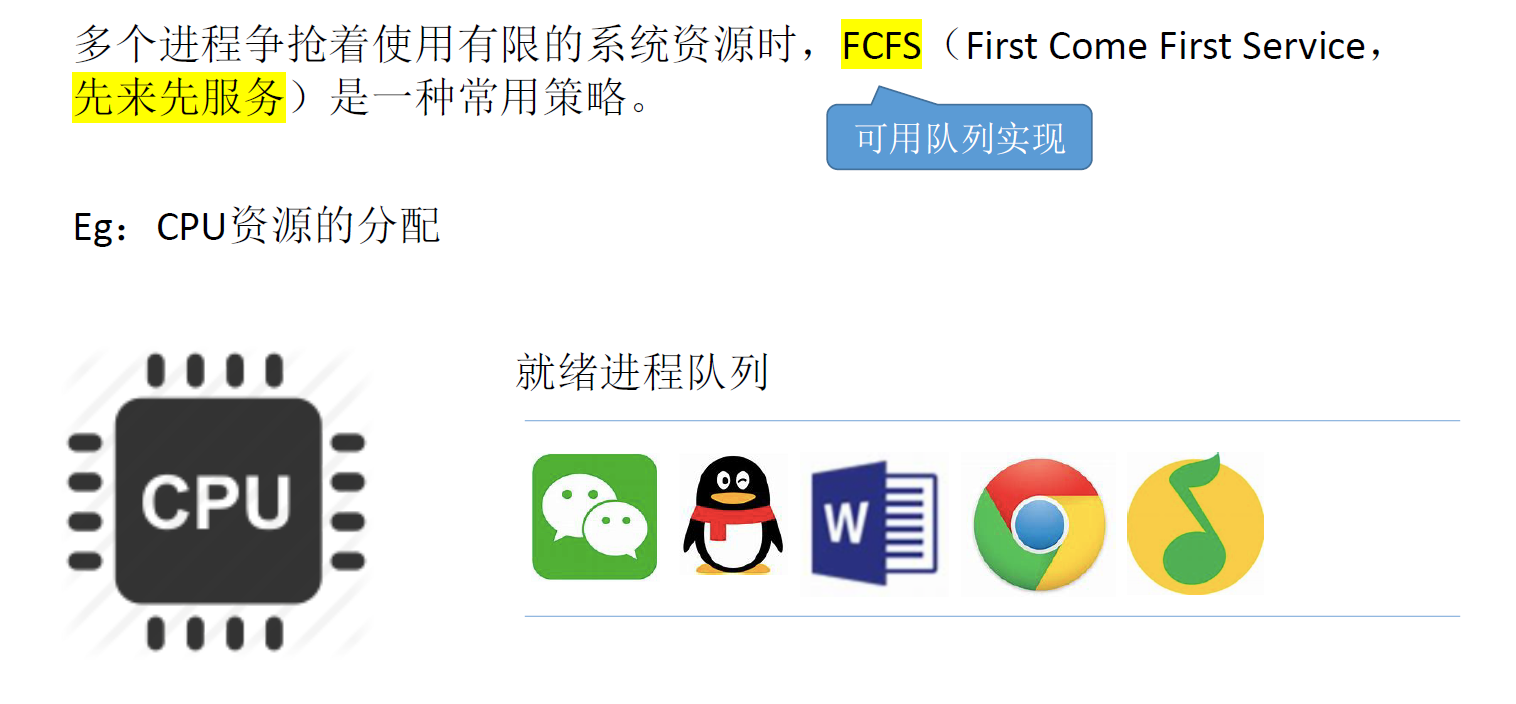 多个进程争抢着使用有限的系统资源时，FCFS（First Come First Service，
先来先服务）是一种常用策略。
可用队列实现
Eg：CPU资源的分配
就绪进程队列
CPU
W